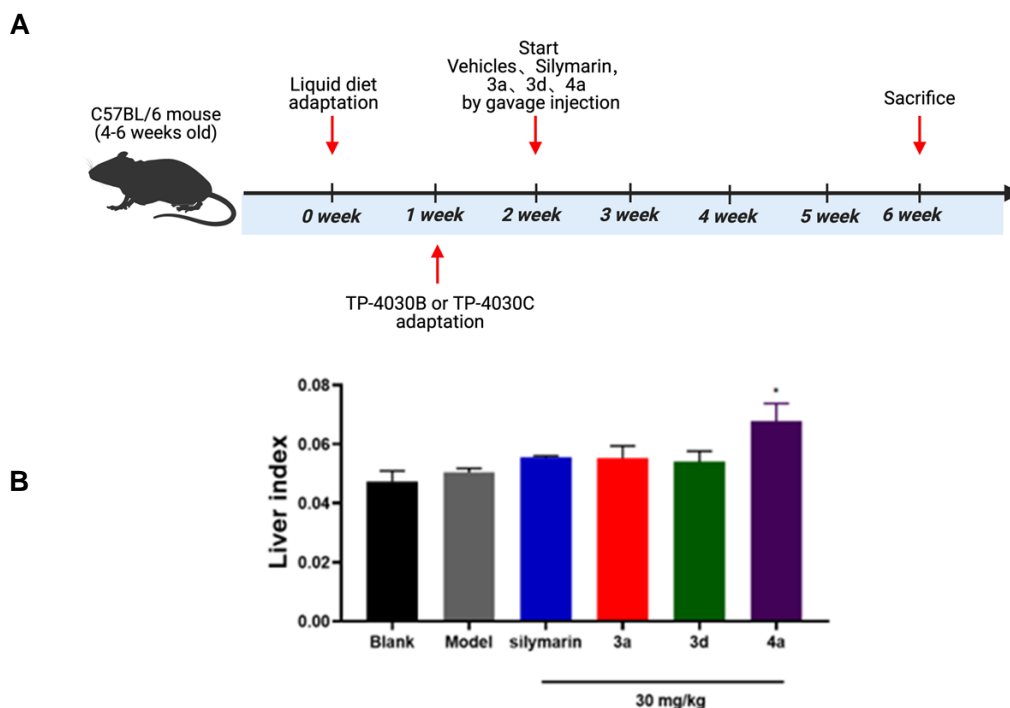 A
Start
Vehicles、Silymarin,
3a、3d、4a
by gavage injection
Liquid diet
adaptation
Sacrifice
C57BL/6 mouse
(4-6 weeks old)
0 week
1 week
2 week
3 week
4 week
5 week
6 week
TP-4030B or TP-4030C
adaptation
B
Liver index
0.08
0.06
0.04
0.02
0.00
*
Blank
Model
silymarin
3a
3d
4a
30 mg/kg